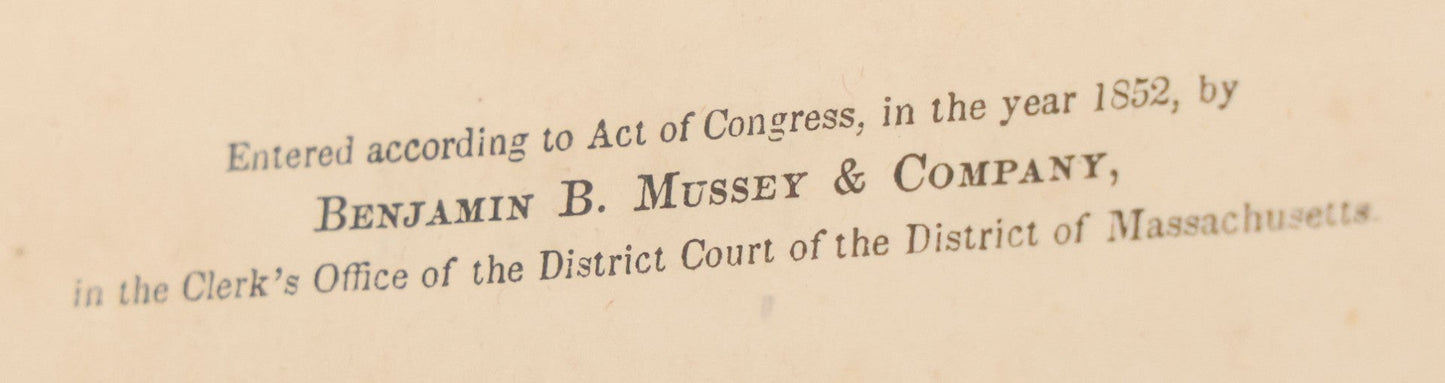 Entered according to Act of Congress, in the year 1852, by
BENJAMIN B. MUSSEY & COMPANY,
in the Clerk's Office of the District Court of the District of Massachusetts.